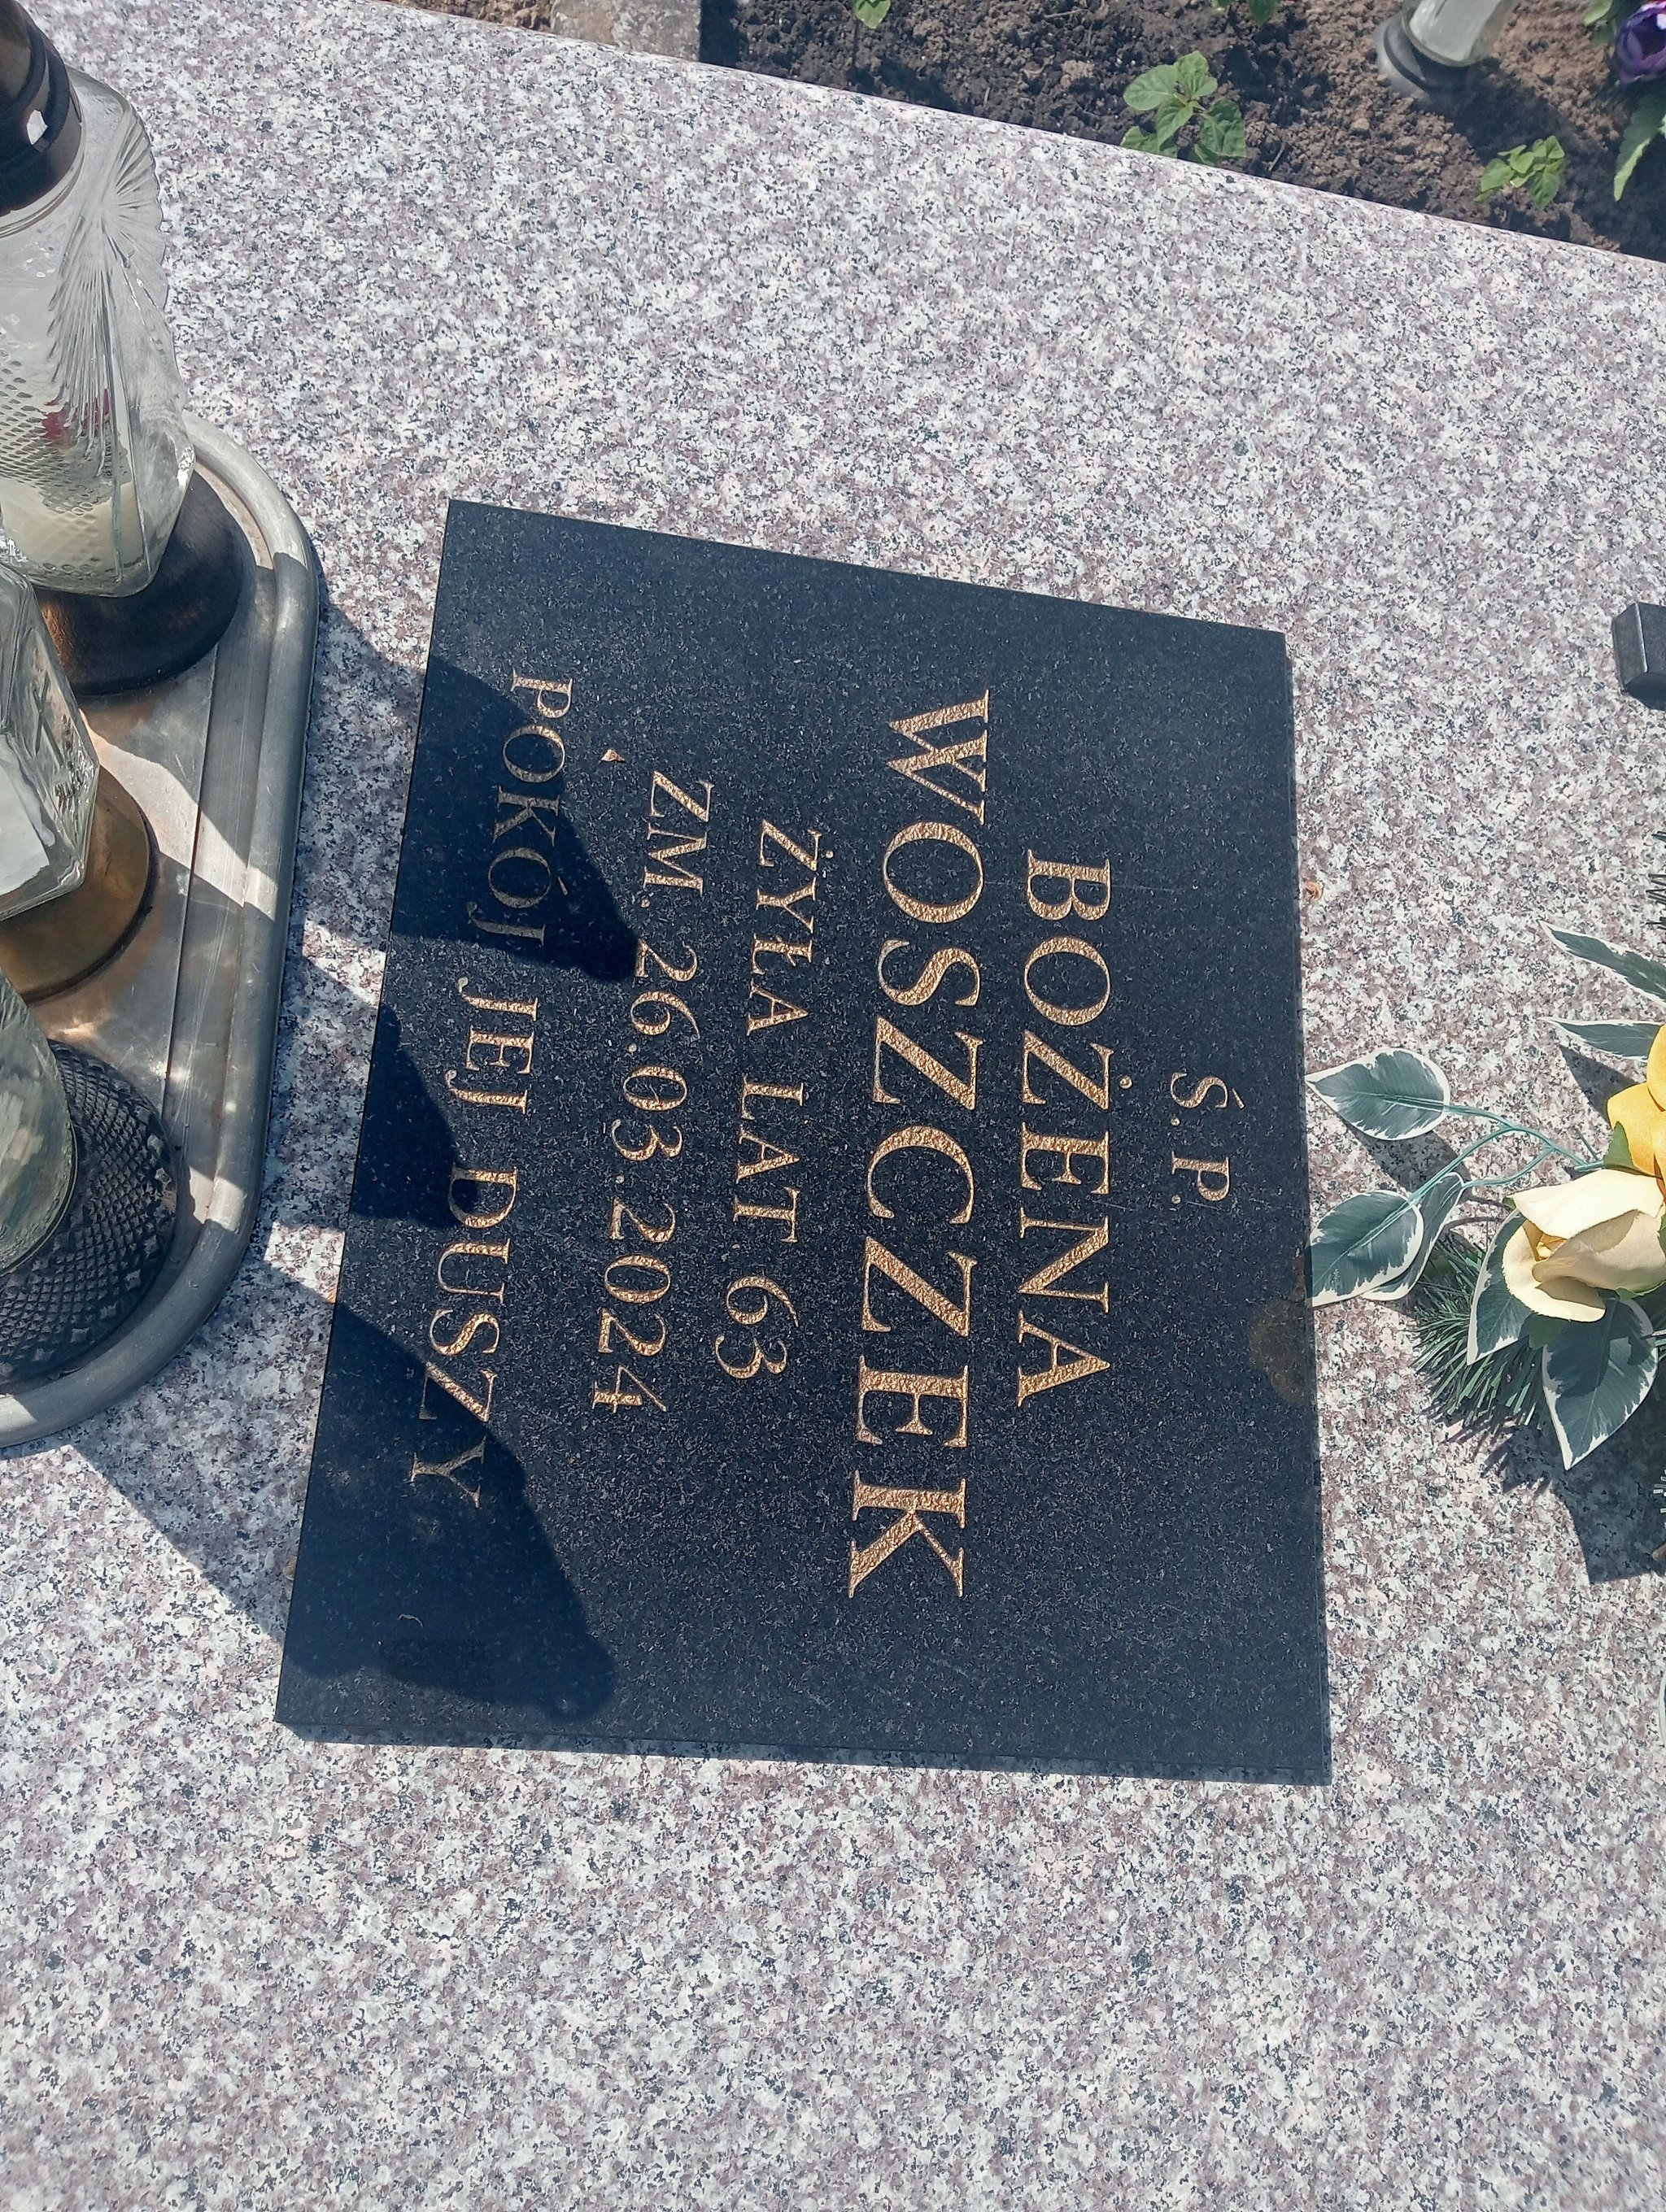 Ś.P.
BOŻENA
WOSZCZEK
ŻYŁA LAT 63
ZM. 26.03.2024
POKÓJ JEJ DUSZY